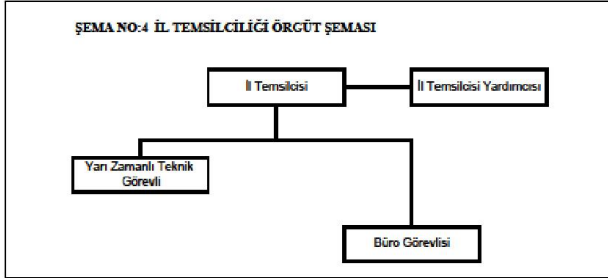 ŞEMA NO:4 İL TEMSİLCİLİĞİ ÖRGÜT ŞEMASI
İl Temsilcisi
İl Temsilcisi Yardımcısı
Yarı Zamanlı Teknik
Görevli
Büro Görevlisi